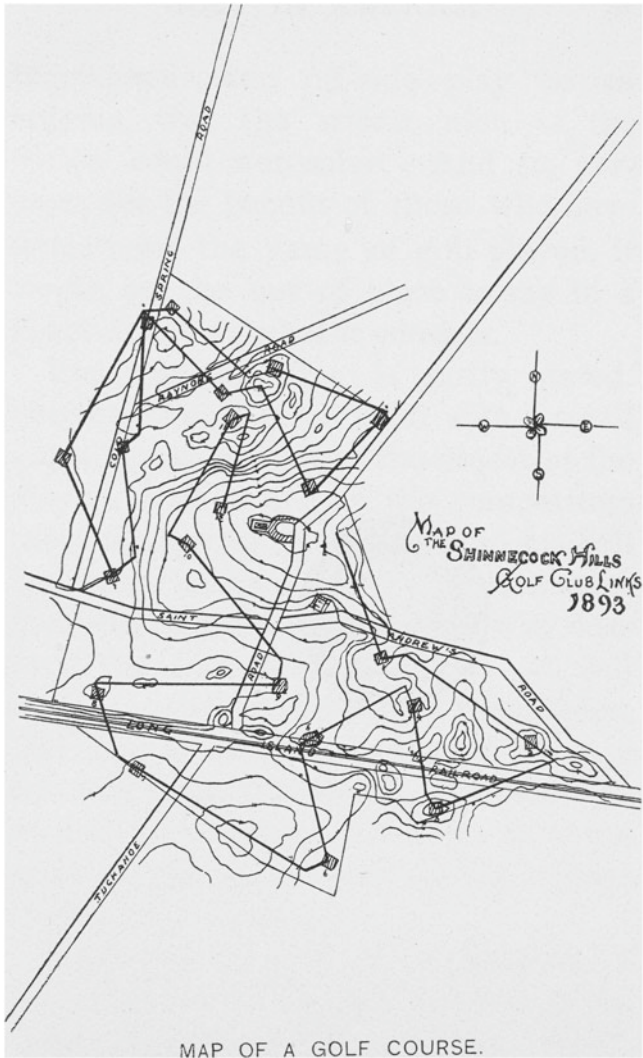 ROAD
SPRING
COLD
RAYNORS
ROAD
N
W
E
S
MAP OF
THE
SHINNECOCK HILLS
GOLF CLUB LINKS
1893
SAINT
ANDREW'S
ROAD
ROAD
LONG
ISLAND
RAILROAD
TUCKAHOE
MAP OF A GOLF COURSE.